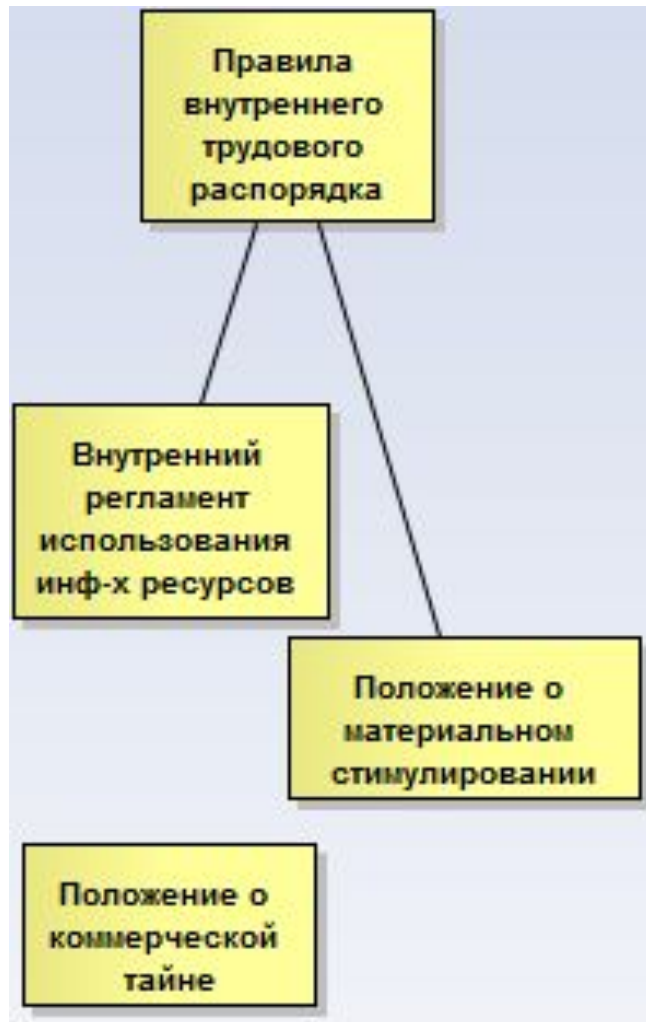 Правила
внутреннего
трудового
распорядка
Внутренний
регламент
использования
инф-х ресурсов
Положение о
материальном
стимулировании
Положение о
коммерческой
тайне